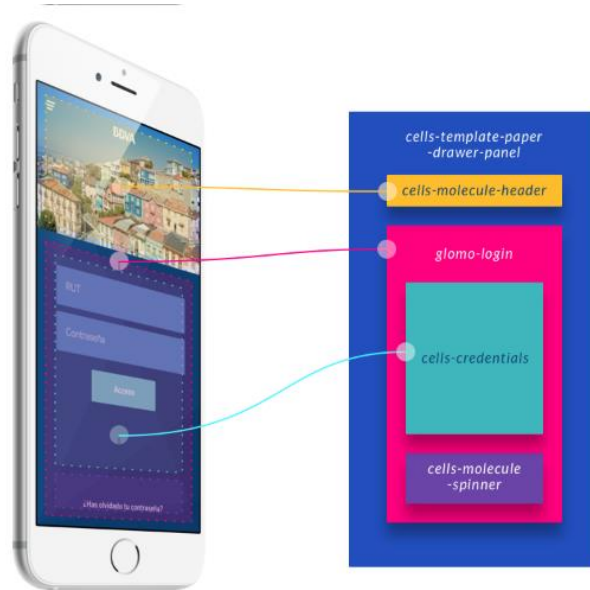 BBVA
RUT
Contraseña
Acceso
¿Has olvidado tu contraseña?
cells-template-paper
-drawer-panel
cells-molecule-header
glomo-login
cells-credentials
cells-molecule
-spinner